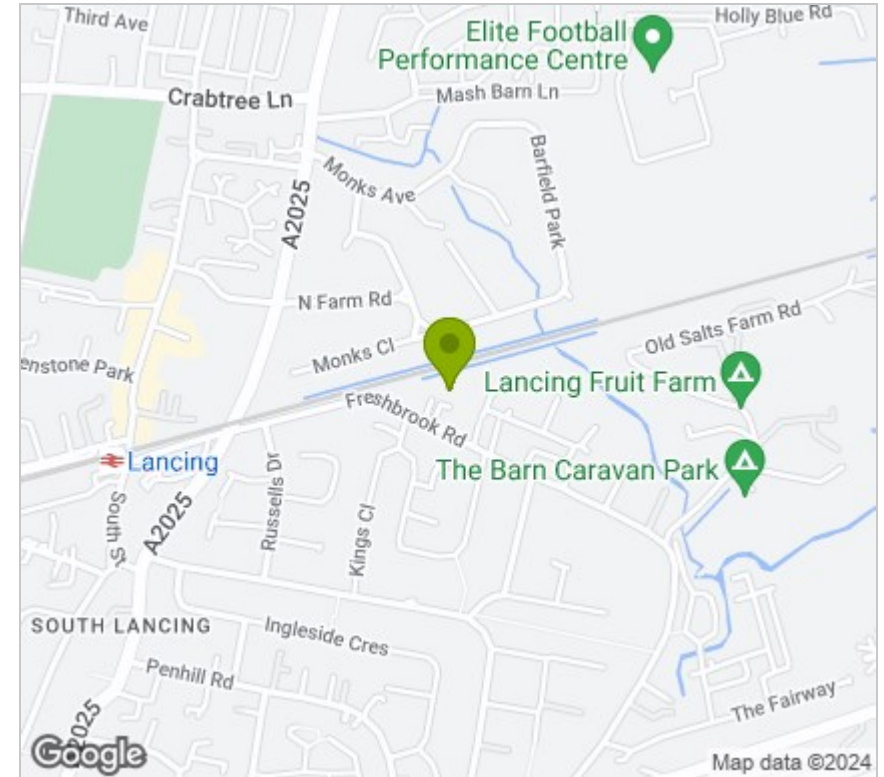 Third Ave
Holly Blue Rd
Elite Football
Performance Centre
Crabtree Ln
Mash Barn Ln
Barfield Park
Monks Ave
A2025
N Farm Rd
Old Salts Farm Rd
Monks Cl
enstone Park
Lancing Fruit Farm
Freshbrook Rd
Lancing
The Barn Caravan Park
Russells Dr
South St
A2025
Kings Cl
SOUTH LANCING
Ingleside Cres
Penhill Rd
The Fairway
2025
Google
Map data ©2024